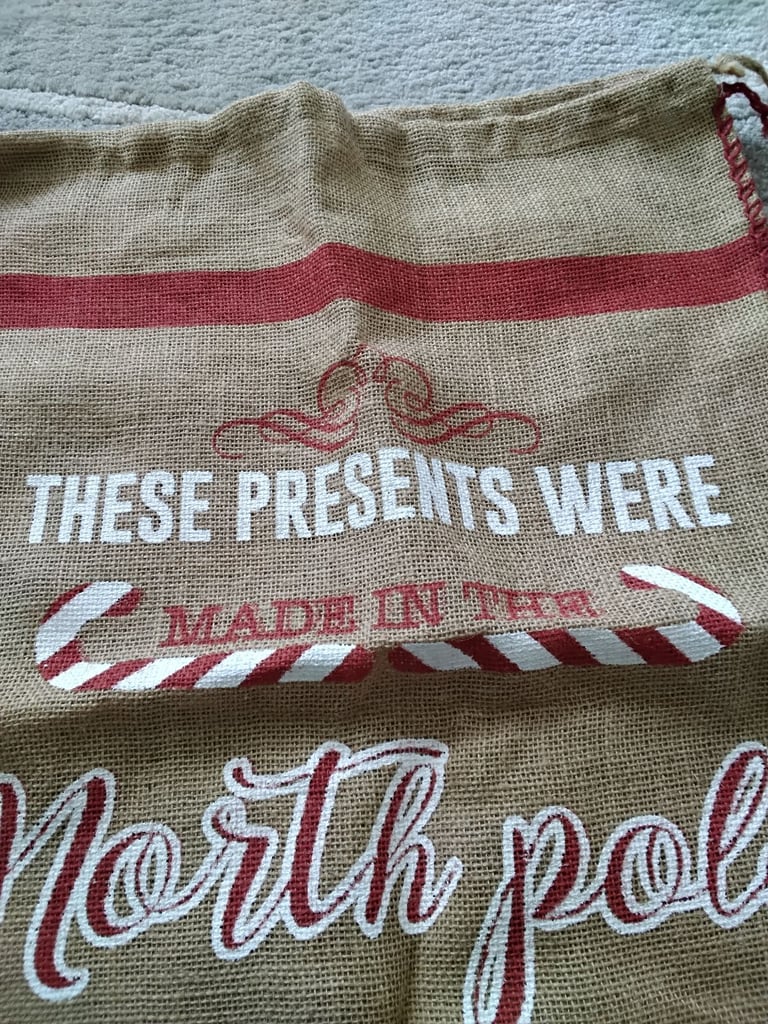 THESE PRESENTS WERE
MADE IN THE
North pol